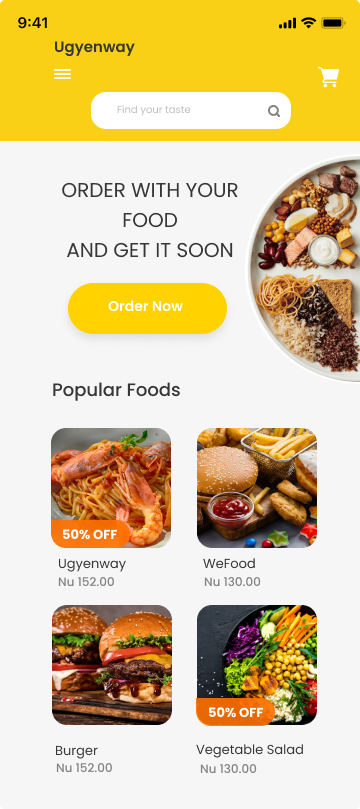 9:41
Ugyenway
Find your taste
ORDER WITH YOUR
FOOD
AND GET IT SOON
Order Now
Popular Foods
50% OFF
Ugyenway
Nu 152.00
WeFood
Nu 130.00
50% OFF
Burger
Nu 152.00
Vegetable Salad
Nu 130.00